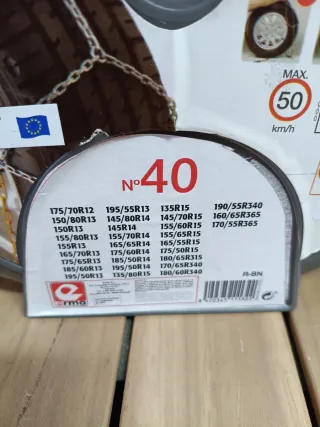 MAX.
50
km/h
Nº40
175/70R12
150/80R13
150R13
155/80R13
155R13
165/70R13
175/65R13
185/60R13
195/50R13
195/55R13
145/80R14
145R14
155/70R14
165/65R14
175/60R14
185/50R14
195/50R14
135/80R15
135R15
145/70R15
155/65R15
155/60R15
165/55R15
175/50R15
180/65R315
170/65R340
180/60R340
190/55R340
160/65R365
170/55R365
R-BN
ermo